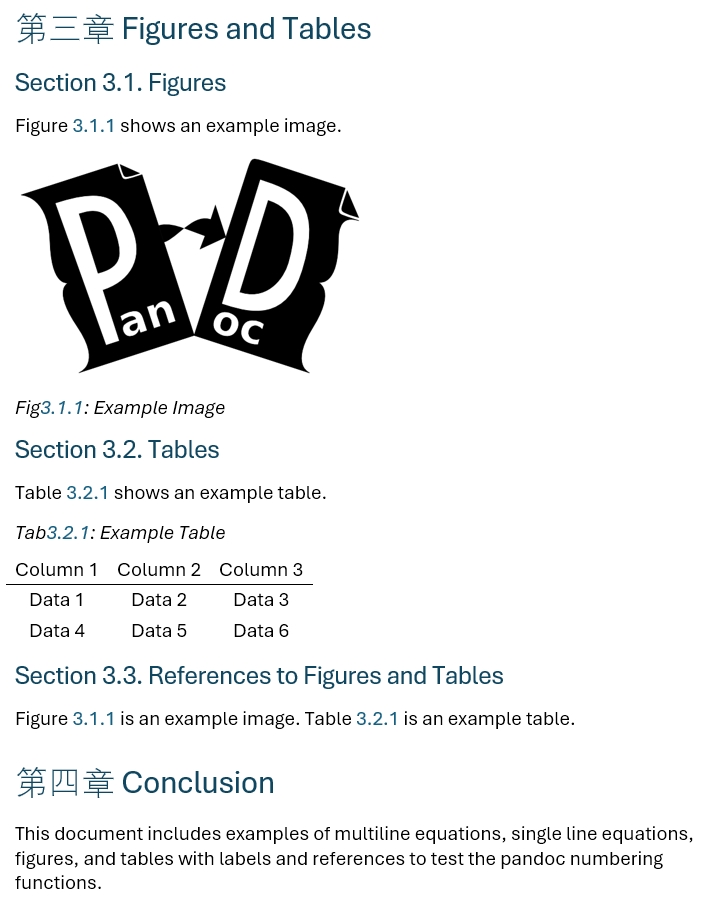 第三章 Figures and Tables
Section 3.1. Figures
Figure 3.1.1 shows an example image.
Pan Doc
Fig3.1.1: Example Image
Section 3.2. Tables
Table 3.2.1 shows an example table.
Tab3.2.1: Example Table
Column 1 Column 2 Column 3
Data 1 Data 2 Data 3
Data 4 Data 5 Data 6
Section 3.3. References to Figures and Tables
Figure 3.1.1 is an example image. Table 3.2.1 is an example table.
第四章 Conclusion
This document includes examples of multiline equations, single line equations,
figures, and tables with labels and references to test the pandoc numbering
functions.